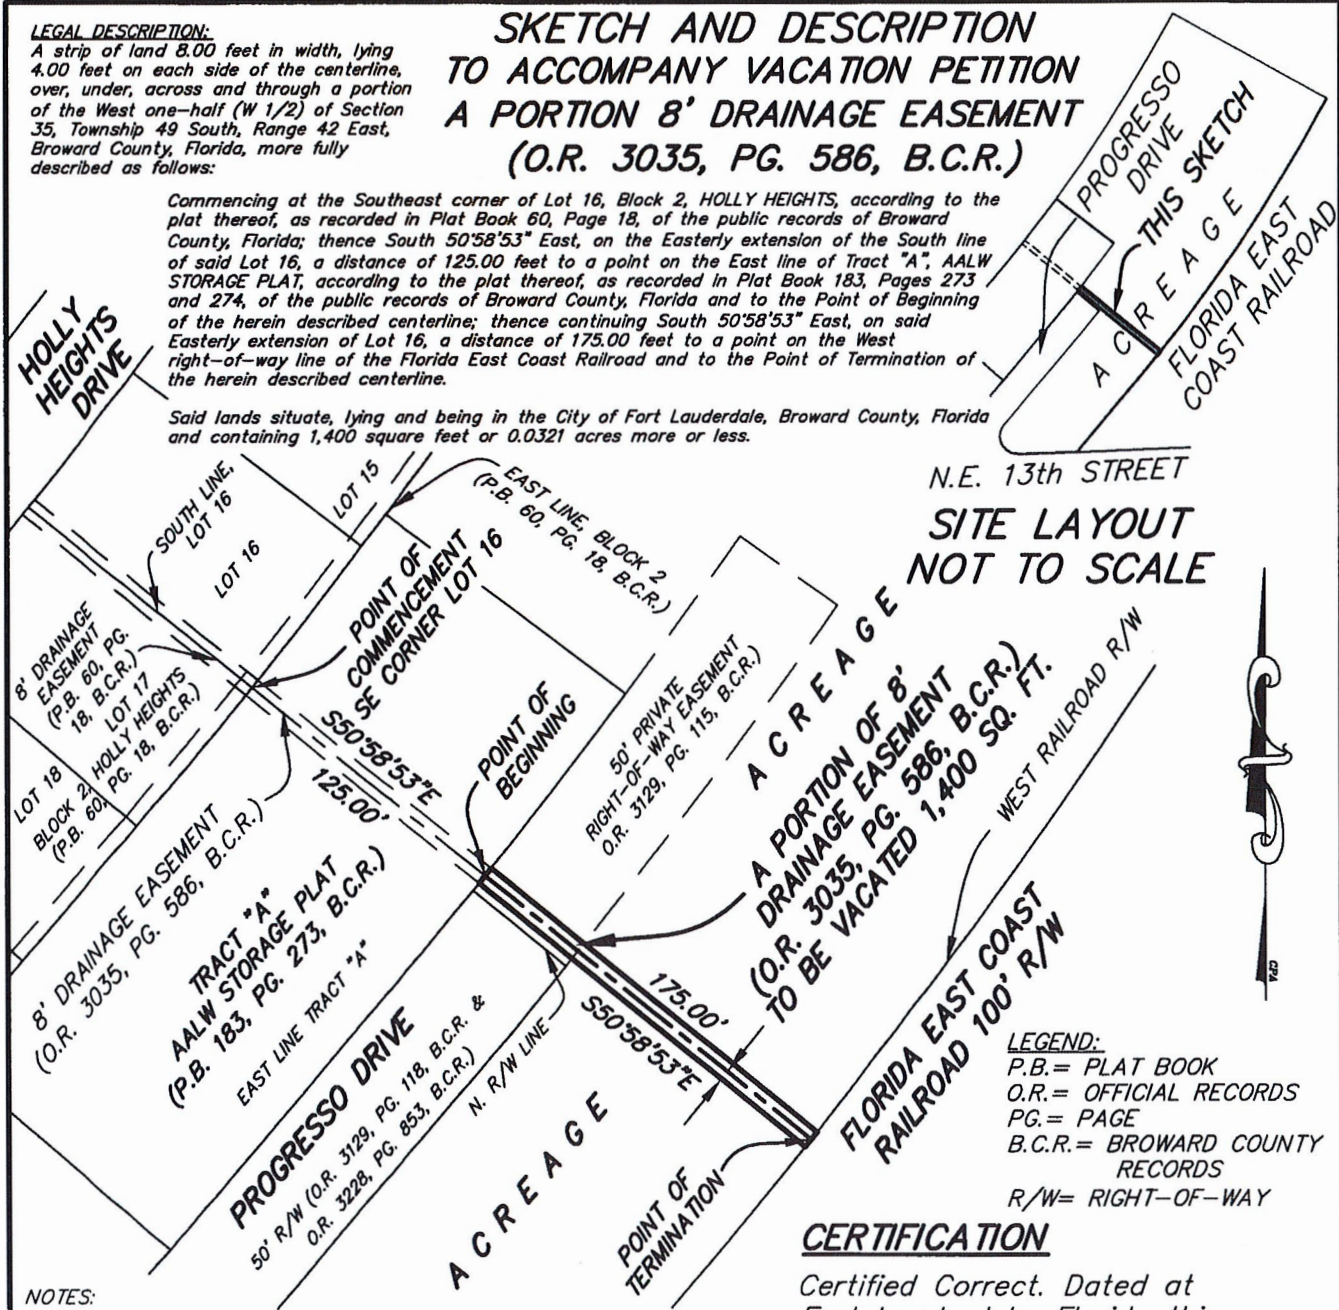 LEGAL DESCRIPTION:
A strip of land 8.00 feet in width, lying
4.00 feet on each side of the centerline,
over, under, across and through a portion
of the West one-half (W 1/2) of Section
35, Township 49 South, Range 42 East,
Broward County, Florida, more fully
described as follows:
SKETCH AND DESCRIPTION
TO ACCOMPANY VACATION PETITION
A PORTION 8' DRAINAGE EASEMENT
(O.R. 3035, PG. 586, B.C.R.)
Commencing at the Southeast corner of Lot 16, Block 2, HOLLY HEIGHTS, according to the
plat thereof, as recorded in Plat Book 60, Page 18, of the public records of Broward
County, Florida; thence South 50°58'53" East, on the Easterly extension of the South line
of said Lot 16, a distance of 125.00 feet to a point on the East line of Tract "A", AALW
STORAGE PLAT, according to the plat thereof, as recorded in Plat Book 183, Pages 273
and 274, of the public records of Broward County, Florida and to the Point of Beginning
of the herein described centerline; thence continuing South 50°58'53" East, on said
Easterly extension of Lot 16, a distance of 175.00 feet to a point on the West
right-of-way line of the Florida East Coast Railroad and to the Point of Termination of
the herein described centerline.
Said lands situate, lying and being in the City of Fort Lauderdale, Broward County, Florida
and containing 1,400 square feet or 0.0321 acres more or less.
PROGRESSO
DRIVE
THIS SKETCH
ACREAGE
FLORIDA EAST
COAST RAILROAD
N.E. 13th STREET
SITE LAYOUT
NOT TO SCALE
HOLLY
HEIGHTS
DRIVE
SOUTH LINE,
LOT 16
LOT 15
LOT 16
EAST LINE, BLOCK 2
(P.B. 60, PG. 18, B.C.R.)
POINT OF
COMMENCEMENT
SE CORNER LOT 16
8' DRAINAGE
EASEMENT
(P.B. 60, PG.
18, B.C.R.)
LOT 17
BLOCK 2, HOLLY HEIGHTS
(P.B. 60, PG. 18, B.C.R.)
LOT 18
S50°58'53"E
125.00'
POINT OF
BEGINNING
50' PRIVATE
RIGHT-OF-WAY EASEMENT
O.R. 3129, PG. 115, B.C.R.)
ACREAGE
A PORTION OF 8'
DRAINAGE EASEMENT
(O.R. 3035, PG. 586, B.C.R.)
TO BE VACATED 1,400 SQ. FT.
WEST RAILROAD R/W
8' DRAINAGE EASEMENT
(O.R. 3035, PG. 586, B.C.R.)
TRACT "A"
AALW STORAGE PLAT
(P.B. 183, PG. 273, B.C.R.)
EAST LINE TRACT "A"
PROGRESSO DRIVE
50' R/W (O.R. 3129, PG. 118, B.C.R. &
O.R. 3228, PG. 853, B.C.R.)
N. R/W LINE
175.00'
S50°58'53"E
ACREAGE
POINT OF
TERMINATION
FLORIDA EAST COAST
RAILROAD 100' R/W
CPA
LEGEND:
P.B.= PLAT BOOK
O.R.= OFFICIAL RECORDS
PG.= PAGE
B.C.R.= BROWARD COUNTY
RECORDS
R/W= RIGHT-OF-WAY
CERTIFICATION
Certified Correct. Dated at
NOTES: